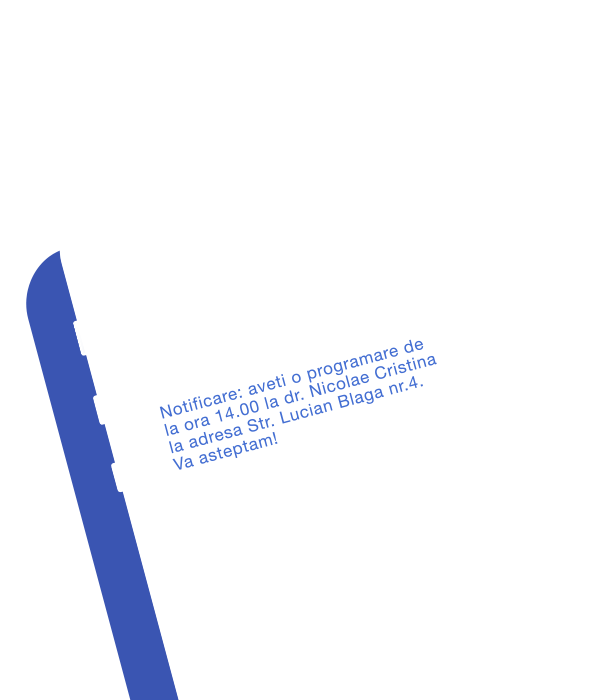 Notificare: aveti o programare de
la ora 14.00 la dr. Nicolae Cristina
la adresa Str. Lucian Blaga nr.4.
Va asteptam!